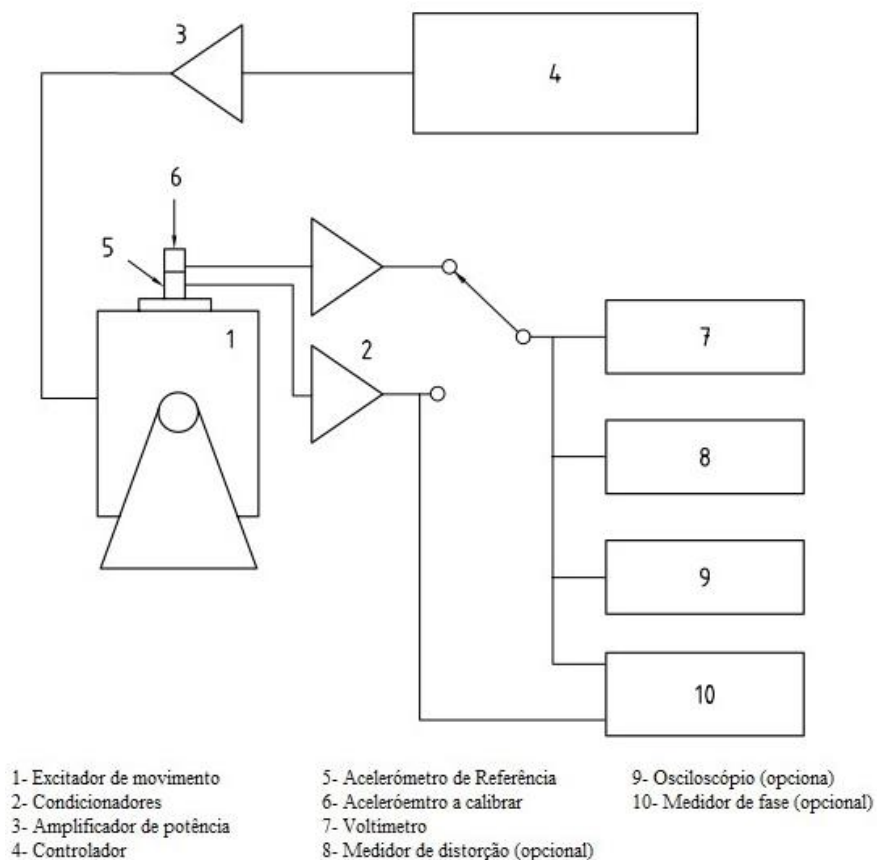 3
4
6
5
1
2
7
8
9
10
1- Excitador de movimento
2- Condicionadores
3- Amplificador de potência
4- Controlador
5- Acelerómetro de Referência
6- Aceleróemtro a calibrar
7- Voltimetro
8- Medidor de distorção (opcional)
9- Osciloscópio (opciona)
10- Medidor de fase (opcional)